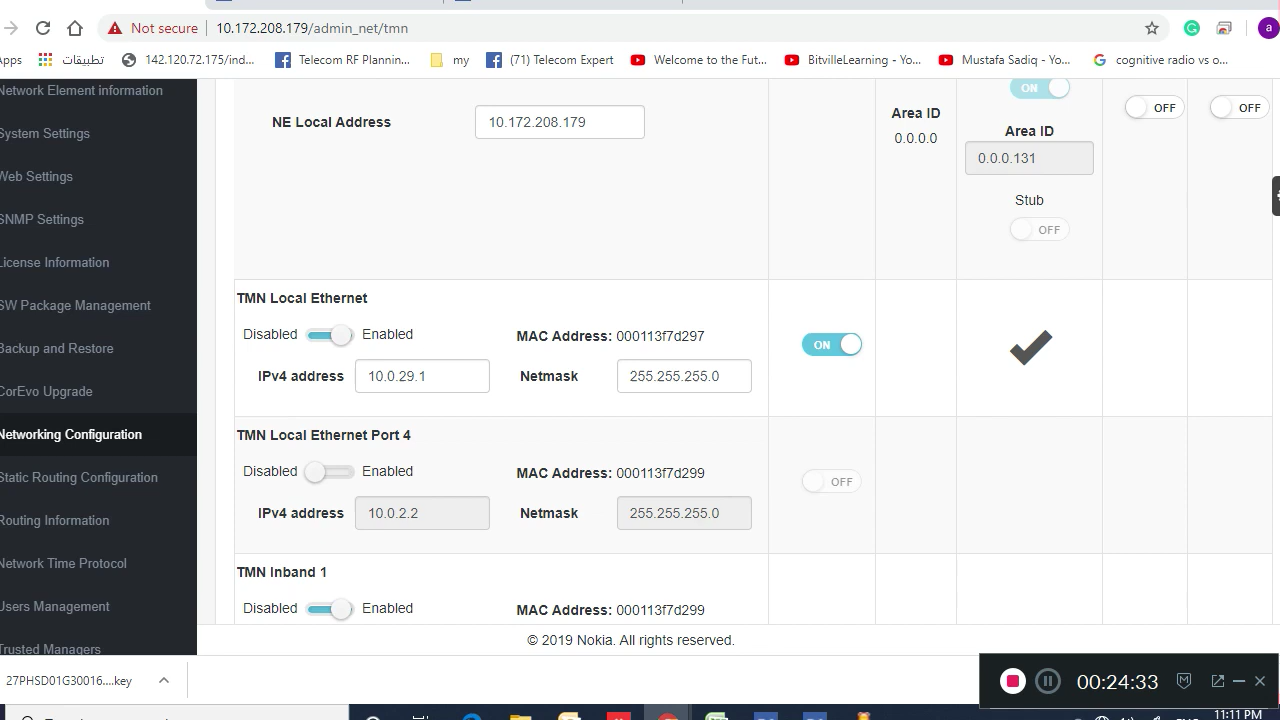 Not secure 10.172.208.179/admin_net/tmn
a
Apps تطبيقات 142.120.72.175/ind... Telecom RF Plannin... my (71) Telecom Expert Welcome to the Fut... BitvilleLearning - Yo... Mustafa Sadiq - Yo... cognitive radio vs o...
Network Element information
System Settings
Web Settings
SNMP Settings
License Information
SW Package Management
Backup and Restore
CorEvo Upgrade
Networking Configuration
Static Routing Configuration
Routing Information
Network Time Protocol
Users Management
Trusted Managers
NE Local Address 10.172.208.179
Area ID
0.0.0.0
ON
Area ID
0.0.0.131
Stub
OFF
OFF
OFF
TMN Local Ethernet
Disabled Enabled MAC Address: 000113f7d297
ON
IPv4 address 10.0.29.1 Netmask 255.255.255.0
TMN Local Ethernet Port 4
Disabled Enabled MAC Address: 000113f7d299
OFF
IPv4 address 10.0.2.2 Netmask 255.255.255.0
TMN Inband 1
Disabled Enabled MAC Address: 000113f7d299
© 2019 Nokia. All rights reserved.
27PHSD01G30016....key
00:24:33
11:11 PM